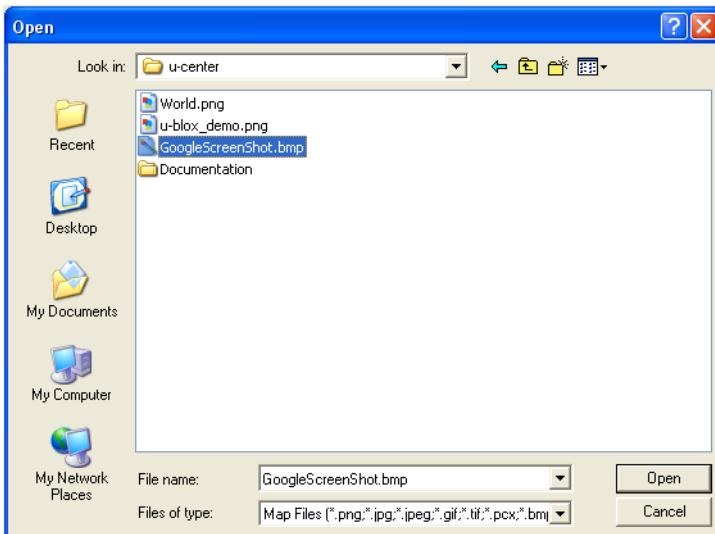 Open
Look in: u-center
World.png
u-blox_demo.png
GoogleScreenShot.bmp
Documentation
Recent
Desktop
My Documents
My Computer
My Network
Places
File name: GoogleScreenShot.bmp Open
Files of type: Map Files (*.png;*.jpg;*.jpeg;*.gif;*.tif;*.pcx;*.bmp Cancel